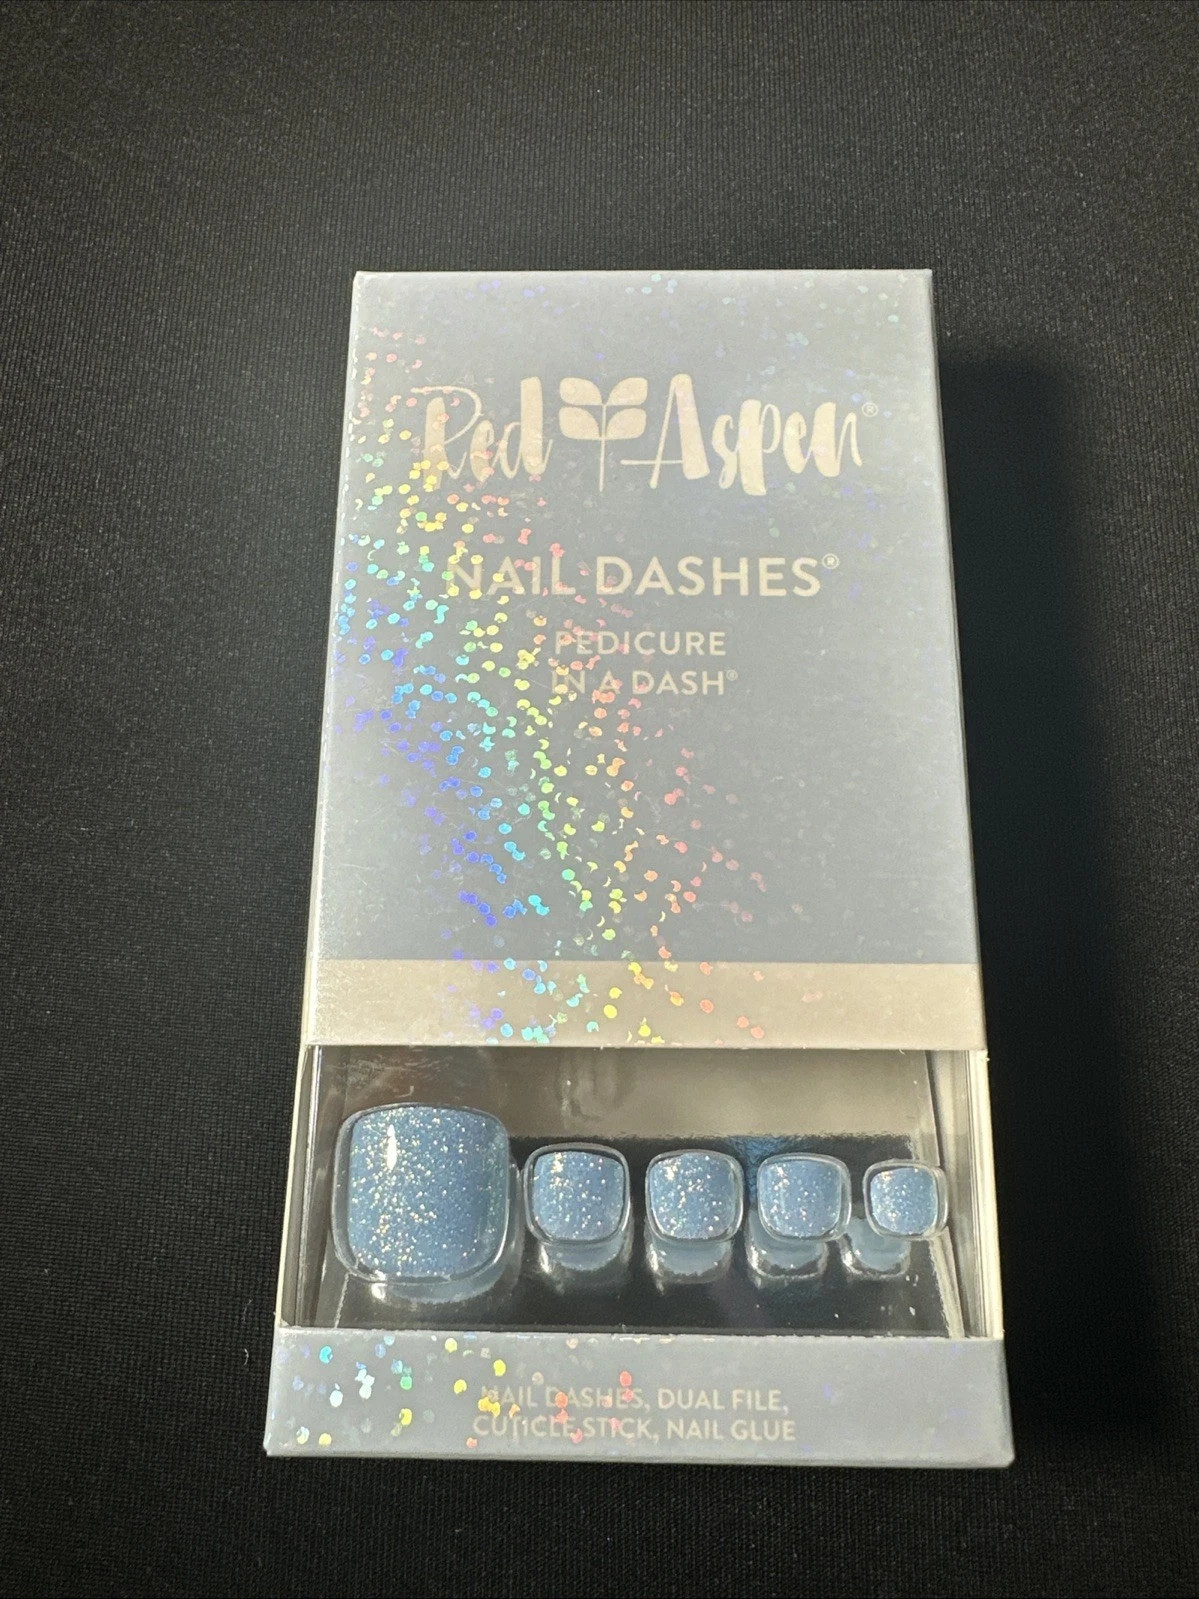 Red Aspen®
NAIL DASHES®
PEDICURE
IN A DASH®
NAIL DASHES, DUAL FILE,
CUTICLE STICK, NAIL GLUE